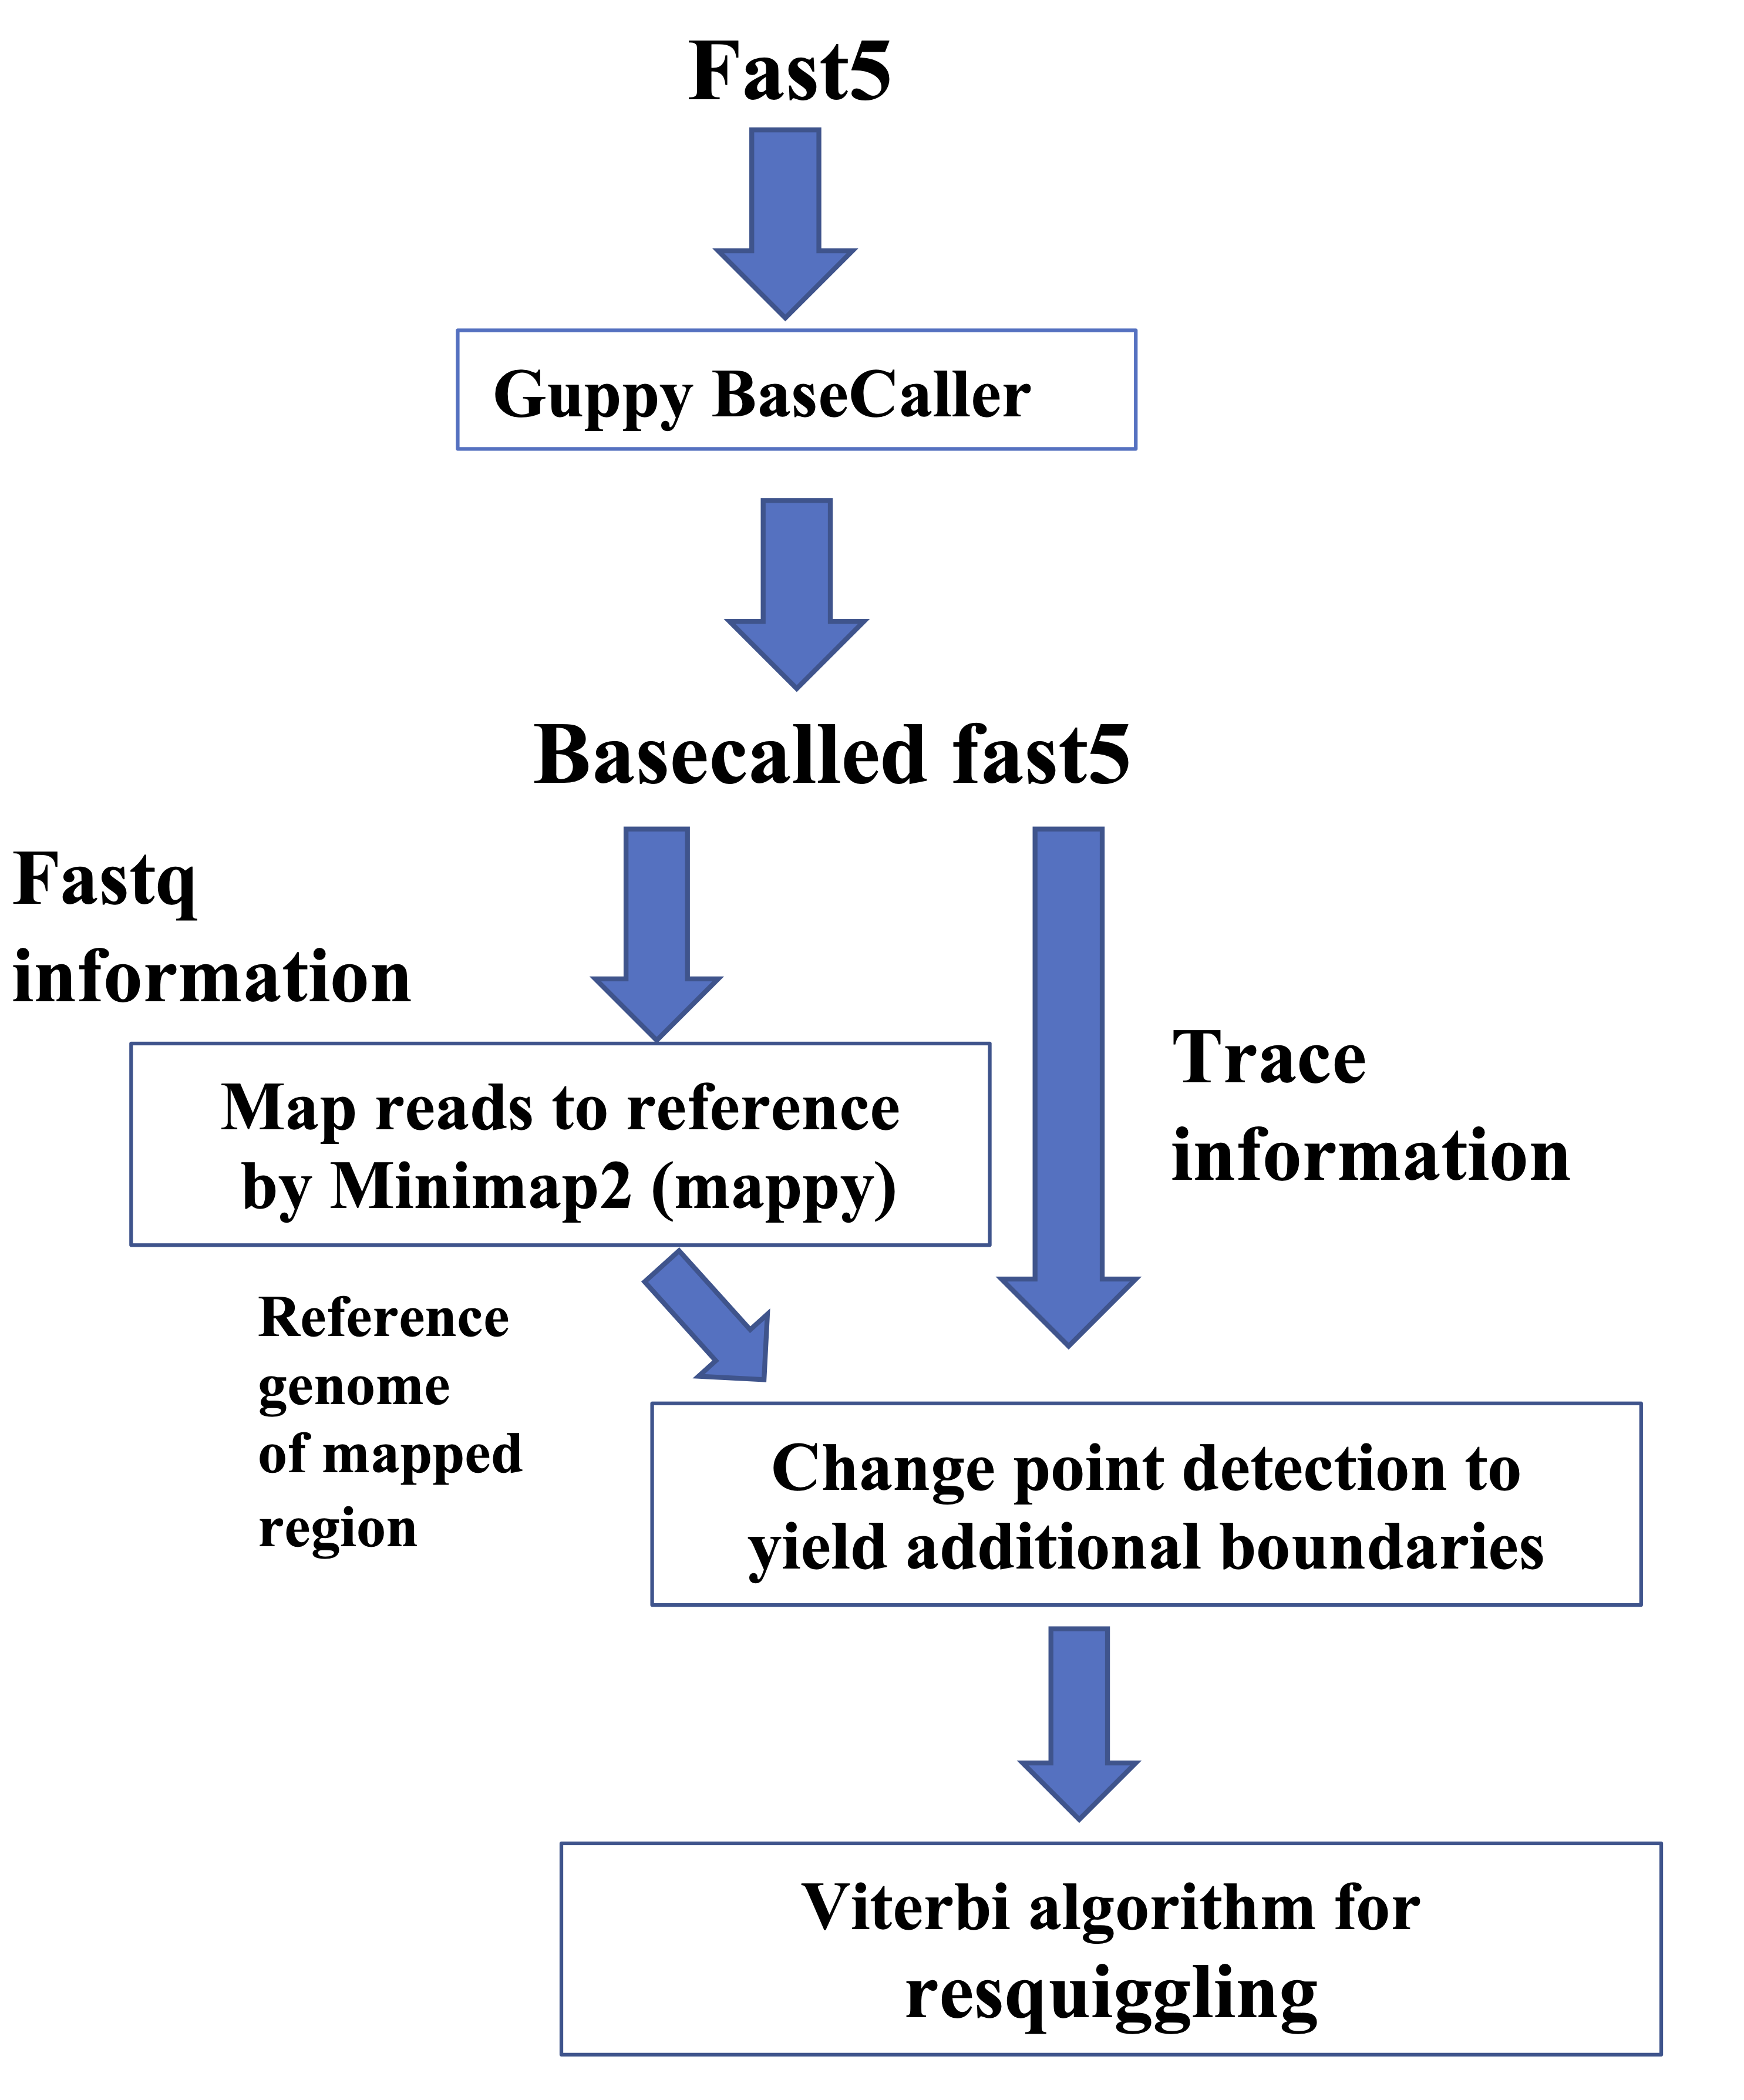 Fast5
Guppy BaseCaller
Basecalled fast5
Fastq
information
Map reads to reference
by Minimap2 (mappy)
Trace
information
Reference
genome
of mapped
region
Change point detection to
yield additional boundaries
Viterbi algorithm for
resquiggling